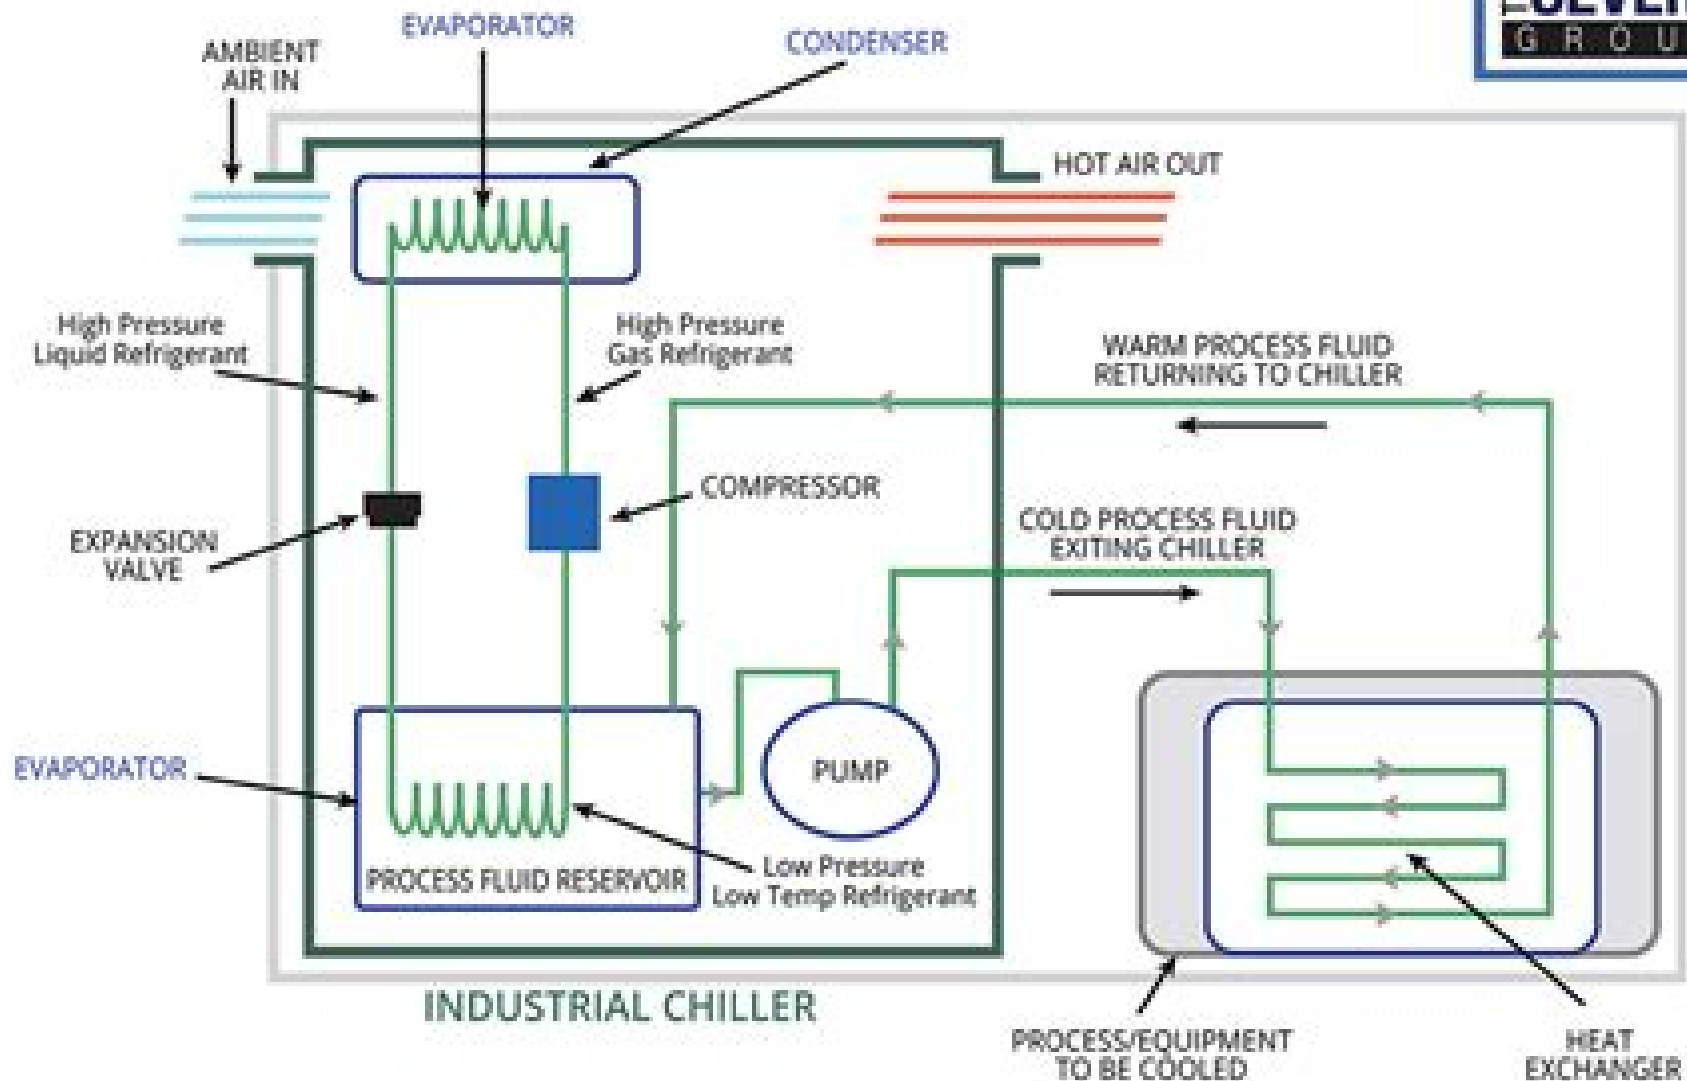 EVAPORATOR
CONDENSER
AMBIENT
AIR IN
G R O U
HOT AIR OUT
High Pressure
Liquid Refrigerant
High Pressure
Gas Refrigerant
WARM PROCESS FLUID
RETURNING TO CHILLER
COMPRESSOR
COLD PROCESS FLUID
EXITING CHILLER
EXPANSION
VALVE
EVAPORATOR
PUMP
PROCESS FLUID RESERVOIR
Low Pressure
Low Temp Refrigerant
INDUSTRIAL CHILLER
PROCESS/EQUIPMENT
TO BE COOLED
HEAT
EXCHANGER